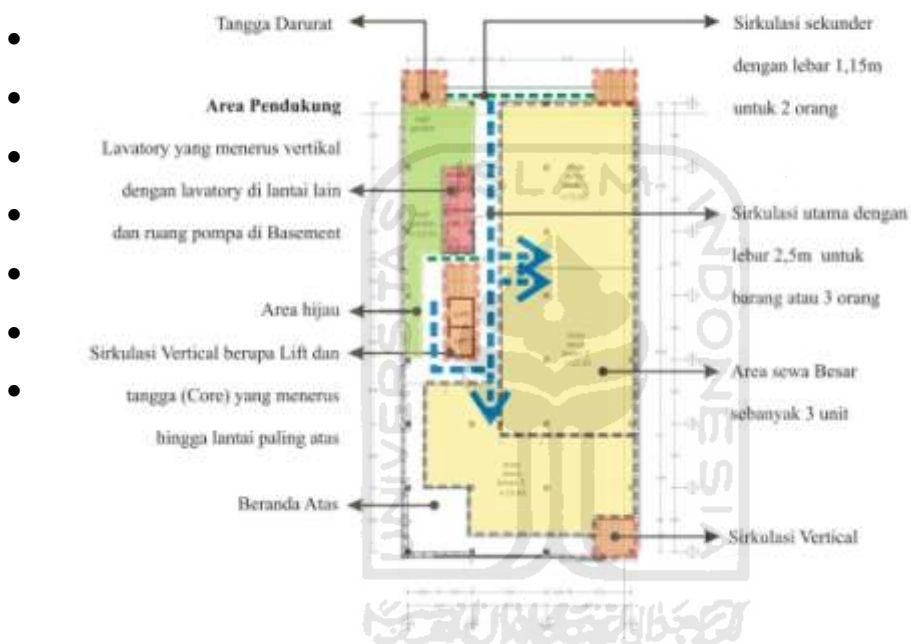 Tangga Darurat
Area Pendukung
Lavatory yang menerus vertikal
dengan lavatory di lantai lain
dan ruang pompa di Basement
Area hijau
Sirkulasi Vertical berupa Lift dan
tangga (Core) yang menerus
hingga lantai paling atas
Beranda Atas
Sirkulasi sekunder
dengan lebar 1,15m
untuk 2 orang
Sirkulasi utama dengan
lebar 2,5m untuk
barang atau 3 orang
Area sewa Besar
sebanyak 3 unit
Sirkulasi Vertical
UNIVERSITAS
ISLAM
INDONESIA